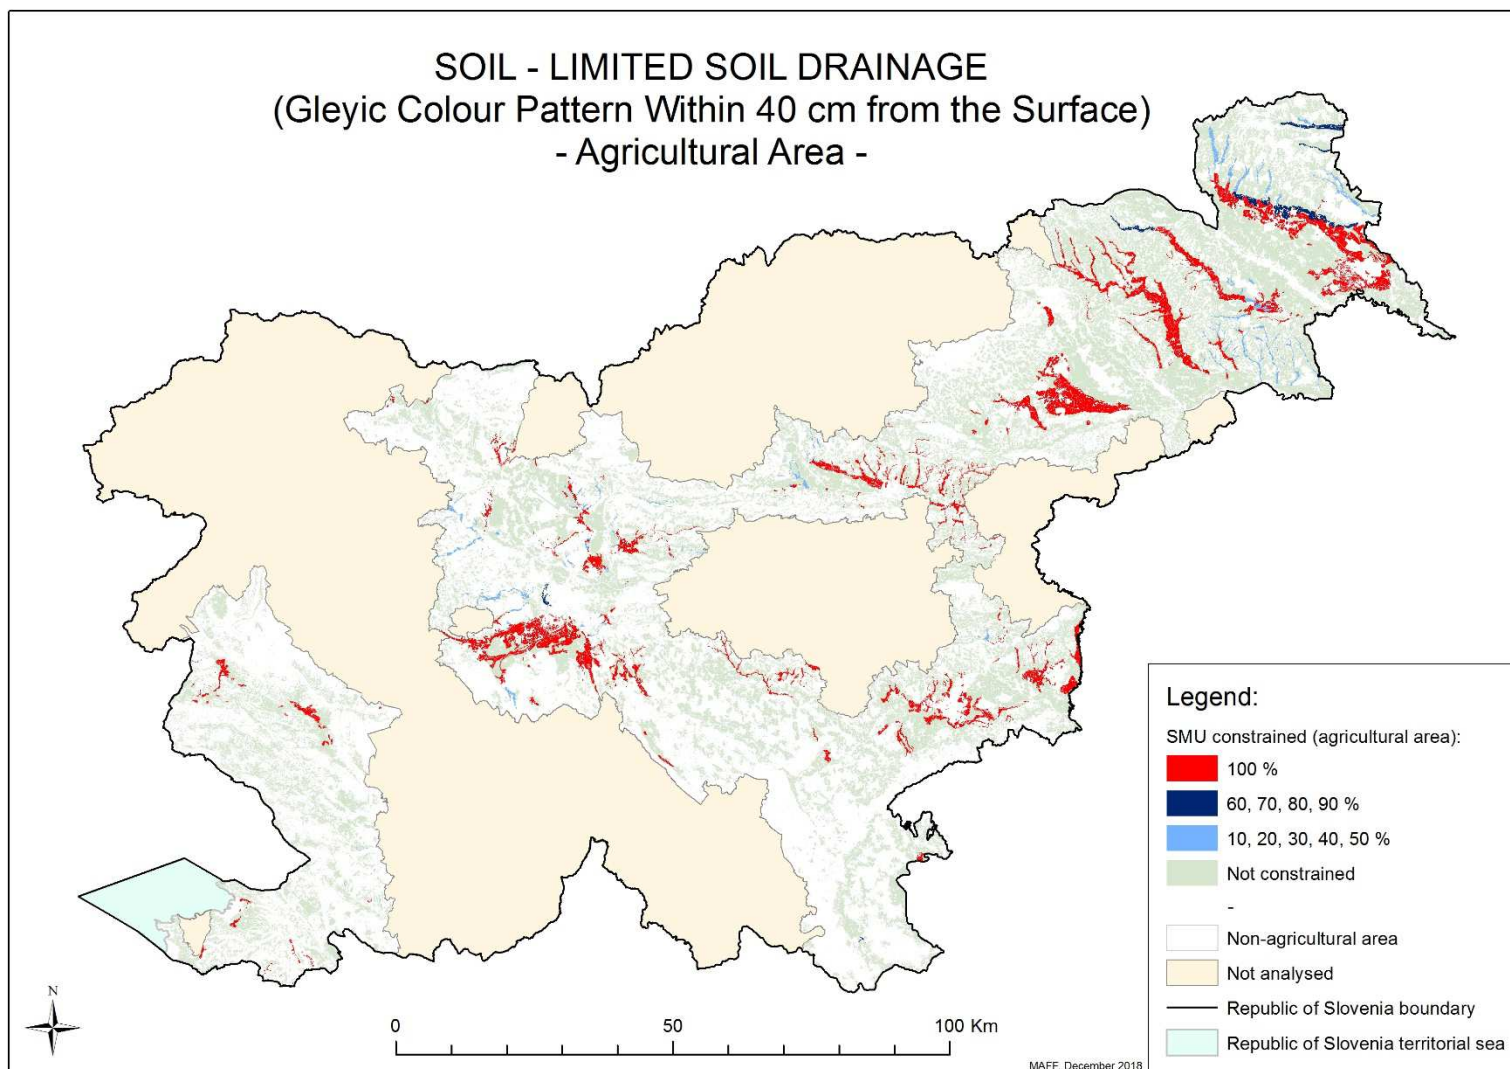 SOIL - LIMITED SOIL DRAINAGE
(Gleyic Colour Pattern Within 40 cm from the Surface)
- Agricultural Area -
Legend:
SMU constrained (agricultural area):
100 %
60, 70, 80, 90 %
10, 20, 30, 40, 50 %
Not constrained
-
Non-agricultural area
Not analysed
Republic of Slovenia boundary
Republic of Slovenia territorial sea
N
0 50 100 Km
MAFF, December 2018